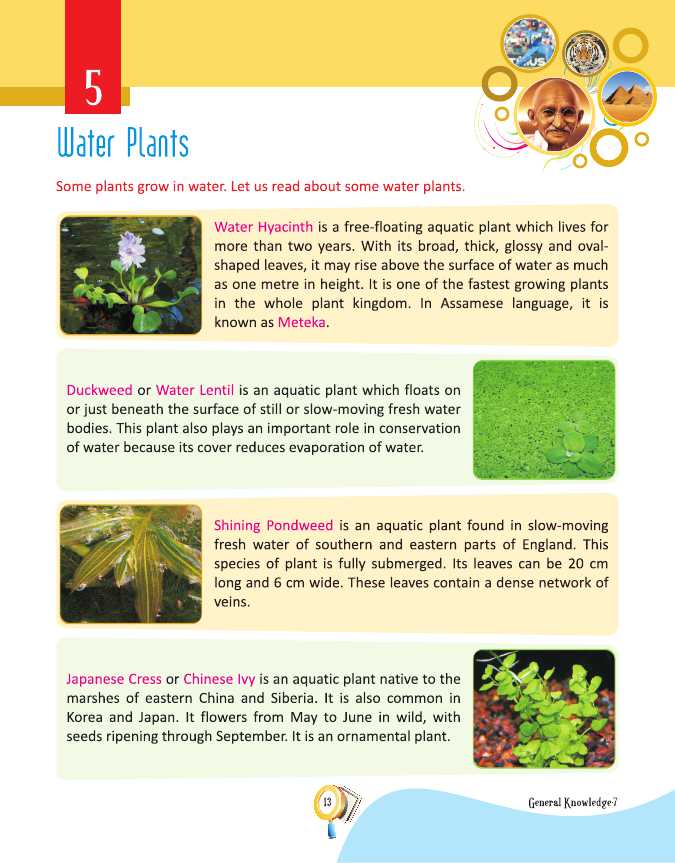 5
Water Plants
Some plants grow in water. Let us read about some water plants.
Water Hyacinth is a free-floating aquatic plant which lives for
more than two years. With its broad, thick, glossy and oval-
shaped leaves, it may rise above the surface of water as much
as one metre in height. It is one of the fastest growing plants
in the whole plant kingdom. In Assamese language, it is
known as Meteka.
Duckweed or Water Lentil is an aquatic plant which floats on
or just beneath the surface of still or slow-moving fresh water
bodies. This plant also plays an important role in conservation
of water because its cover reduces evaporation of water.
Shining Pondweed is an aquatic plant found in slow-moving
fresh water of southern and eastern parts of England. This
species of plant is fully submerged. Its leaves can be 20 cm
long and 6 cm wide. These leaves contain a dense network of
veins.
Japanese Cress or Chinese Ivy is an aquatic plant native to the
marshes of eastern China and Siberia. It is also common in
Korea and Japan. It flowers from May to June in wild, with
seeds ripening through September. It is an ornamental plant.
13
General Knowledge-7